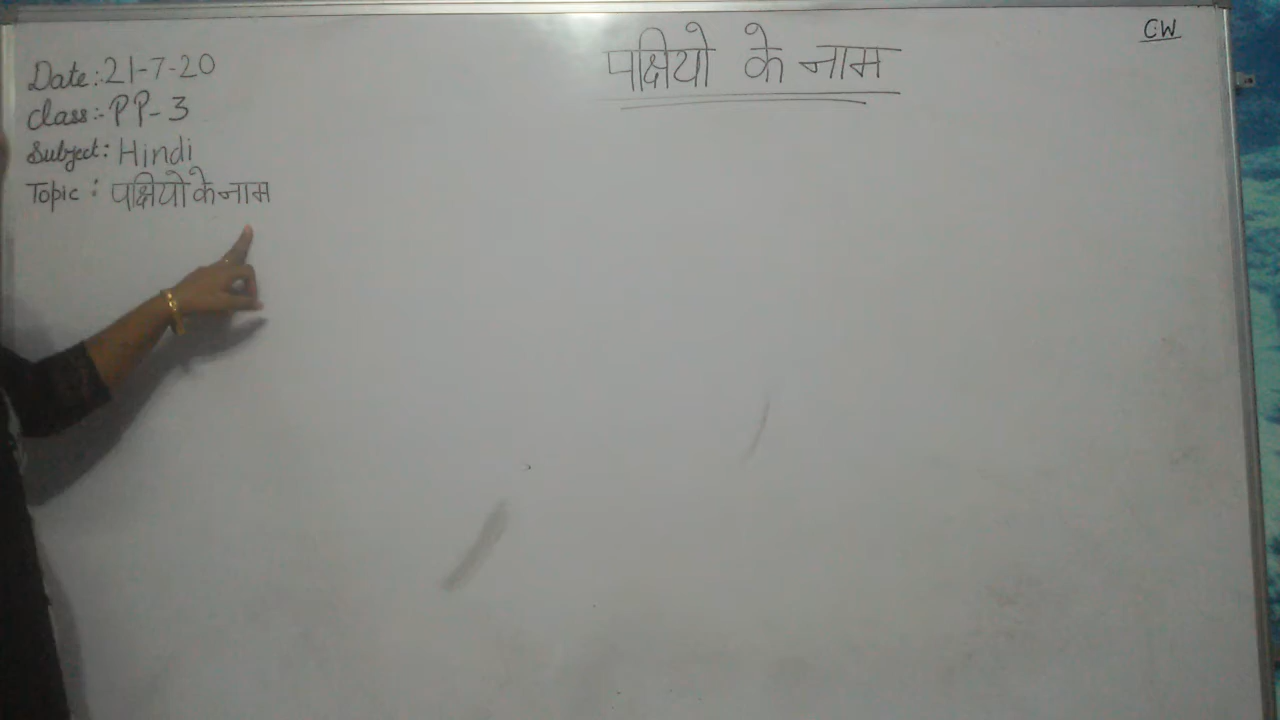 CW
पक्षियो के नाम
Date:-21-7-20
Class:-PP-3
Subject: Hindi
Topic: पक्षियो के नाम